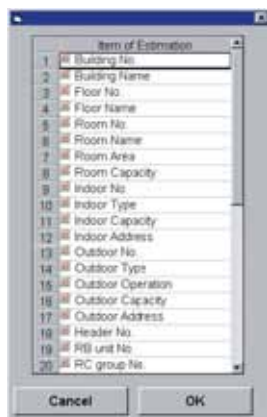 Item of Estimation
1 Building No.
2 Building Name
3 Floor No.
4 Floor Name
5 Room No.
6 Room Name
7 Room Area
8 Room Capacity
9 Indoor No.
10 Indoor Type
11 Indoor Capacity
12 Indoor Address
13 Outdoor No.
14 Outdoor Type
15 Outdoor Operation
16 Outdoor Capacity
17 Outdoor Address
18 Header No.
19 RB unit No.
20 RC group No.
Cancel OK